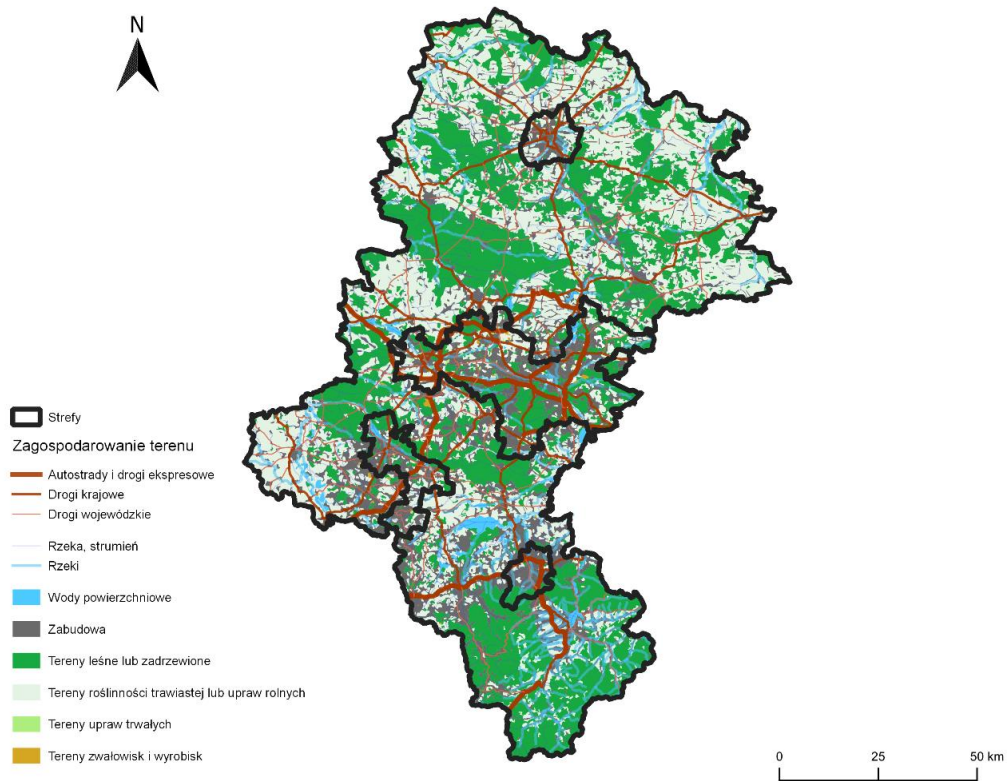 N
Strefy
Zagospodarowanie terenu
Autostrady i drogi ekspresowe
Drogi krajowe
Drogi wojewódzkie
Rzeka, strumień
Rzeki
Wody powierzchniowe
Zabudowa
Tereny leśne lub zadrzewione
Tereny roślinności trawiastej lub upraw rolnych
Tereny upraw trwałych
Tereny zwałowisk i wyrobisk
0 25 50 km